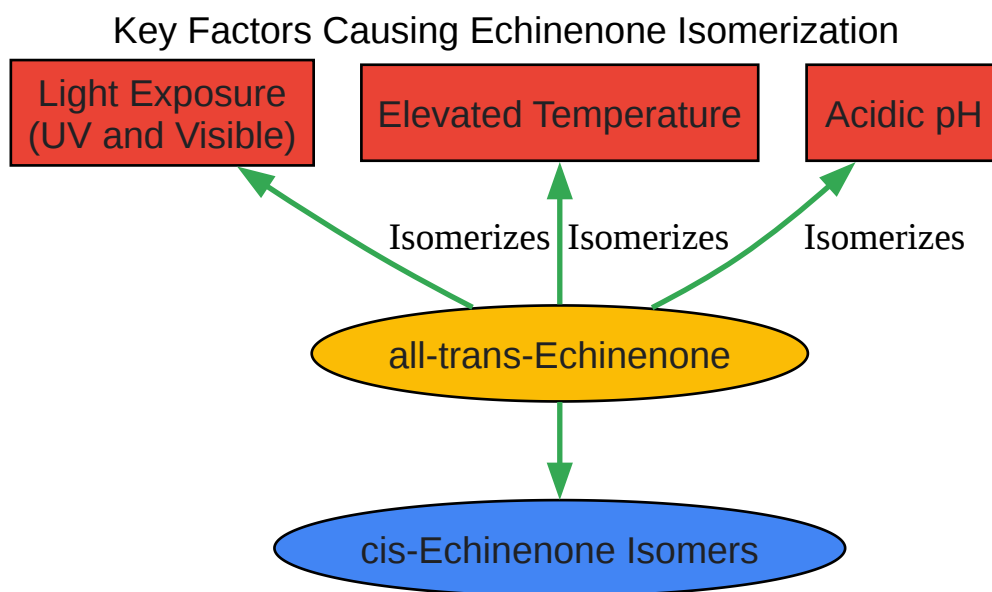 Key Factors Causing Echinenone Isomerization
Light Exposure
(UV and Visible)
Elevated Temperature
Acidic pH
Isomerizes
Isomerizes
Isomerizes
all-trans-Echinenone
cis-Echinenone Isomers